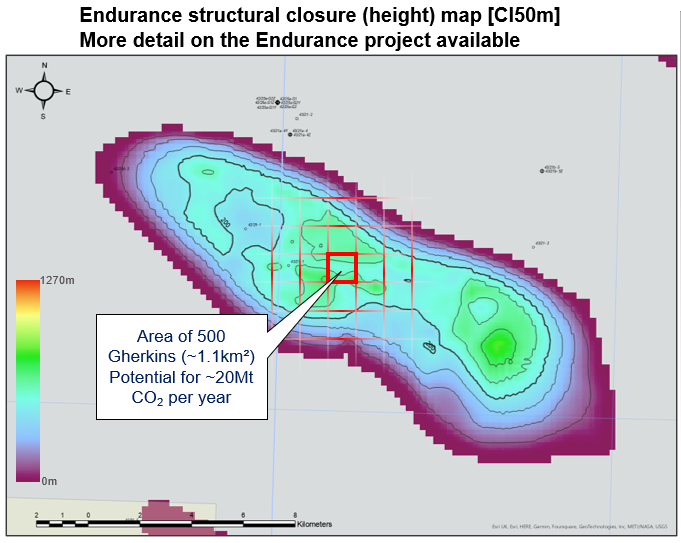 Endurance structural closure (height) map [CI50m]
More detail on the Endurance project available
N
W E
S
200
1270m
Area of 500
Gherkins (~1.1km²)
Potential for ~20Mt
CO₂ per year
0m
2 1 0 2 4 6 8
Kilometers
Esri UK, Esri, HERE, Garmin, Foursquare, GeoTechnologies, Inc, METI/NASA, USGS